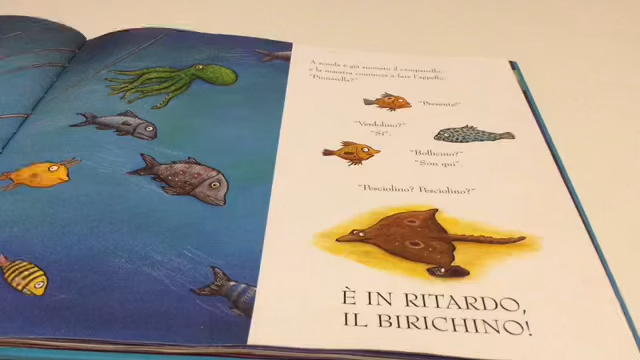 A scuola è già suonato il campanello,
e la maestra comincia a fare l'appello.
"Pinnarella?"
"Presente!"
"Verdolino?"
"Sì".
"Bollicino?"
"Son qui".
"Pesciolino? Pesciolino?"
È IN RITARDO,
IL BIRICHINO!